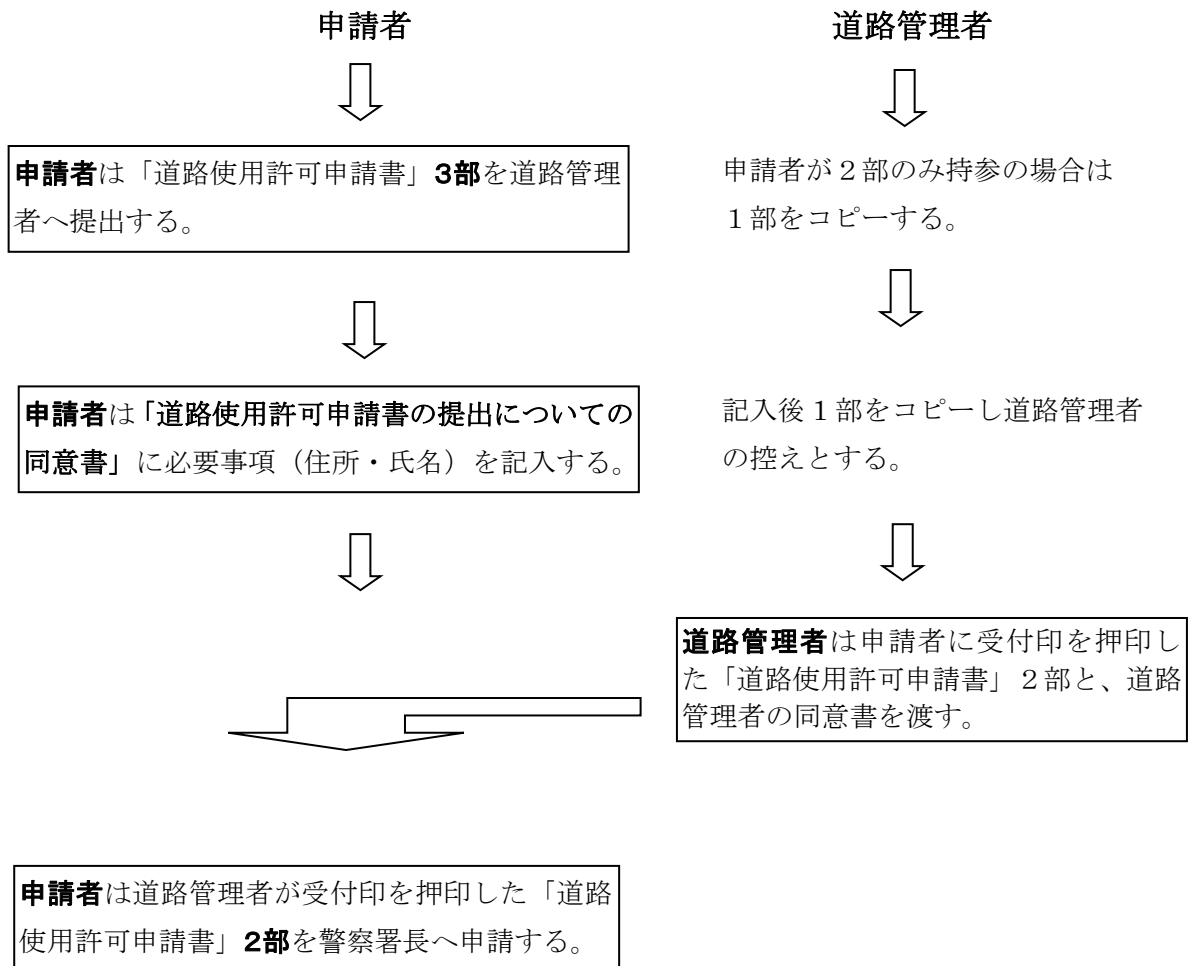 申請者
道路管理者
申請者は「道路使用許可申請書」3部を道路管理
者へ提出する。
申請者が２部のみ持参の場合は
１部をコピーする。
申請者は「道路使用許可申請書の提出についての
同意書」に必要事項（住所・氏名）を記入する。
記入後１部をコピーし道路管理者
の控えとする。
道路管理者は申請者に受付印を押印し
た「道路使用許可申請書」２部と、道路
管理者の同意書を渡す。
申請者は道路管理者が受付印を押印した「道路
使用許可申請書」2部を警察署長へ申請する。